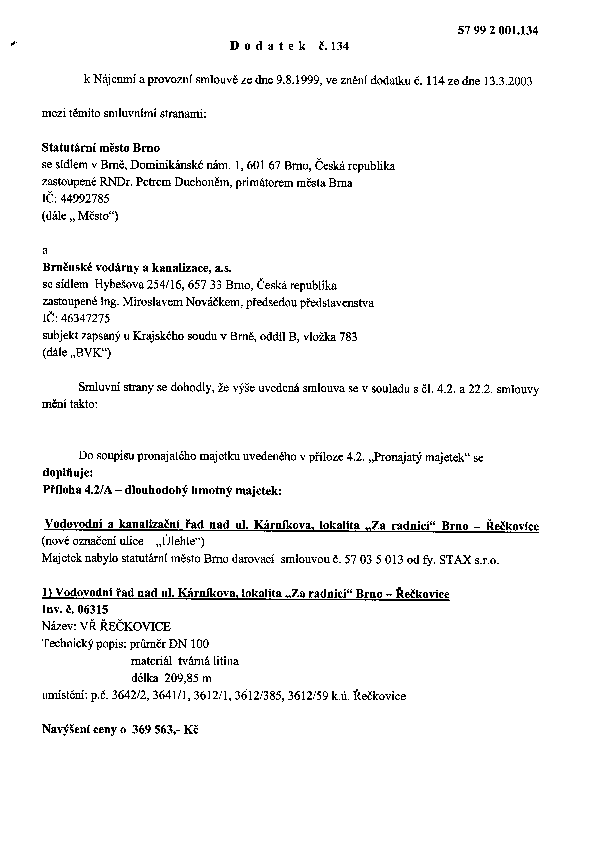 57 99 2 001.134
D o d a t e k č. 134
k Nájemní a provozní smlouvě ze dne 9.8.1999, ve znění dodatku č. 114 ze dne 13.3.2003
mezi těmito smluvními stranami:
Statutární město Brno
se sídlem v Brně, Dominikánské nám. 1, 601 67 Brno, Česká republika
zastoupené RNDr. Petrem Duchoněm, primátorem města Brna
IČ: 44992785
(dále „ Město“)
a
Brněnské vodárny a kanalizace, a.s.
se sídlem Hybešova 254/16, 657 33 Brno, Česká republika
zastoupené Ing. Miroslavem Nováčkem, předsedou představenstva
IČ: 46347275
subjekt zapsaný u Krajského soudu v Brně, oddíl B, vložka 783
(dále „BVK“)
Smluvní strany se dohodly, že výše uvedená smlouva se v souladu s čl. 4.2. a 22.2. smlouvy
mění takto:
Do soupisu pronajatého majetku uvedeného v příloze 4.2. „Pronajatý majetek“ se
doplňuje:
Příloha 4.2/A – dlouhodobý hmotný majetek:
Vodovodní a kanalizační řad nad ul. Kárníkova, lokalita „Za radnicí“ Brno – Řečkovice
(nové označení ulice „Úlehle“)
Majetek nabylo statutární město Brno darovací smlouvou č. 57 03 5 013 od fy. STAX s.r.o.
1) Vodovodní řad nad ul. Kárníkova, lokalita „Za radnicí“ Brno – Řečkovice
Inv. č. 06315
Název: VŘ ŘEČKOVICE
Technický popis: průměr DN 100
materiál tvárná litina
délka 209,85 m
umístění: p.č. 3642/2, 3641/1, 3612/1, 3612/385, 3612/59 k.ú. Řečkovice
Navýšení ceny o 369 563,- Kč